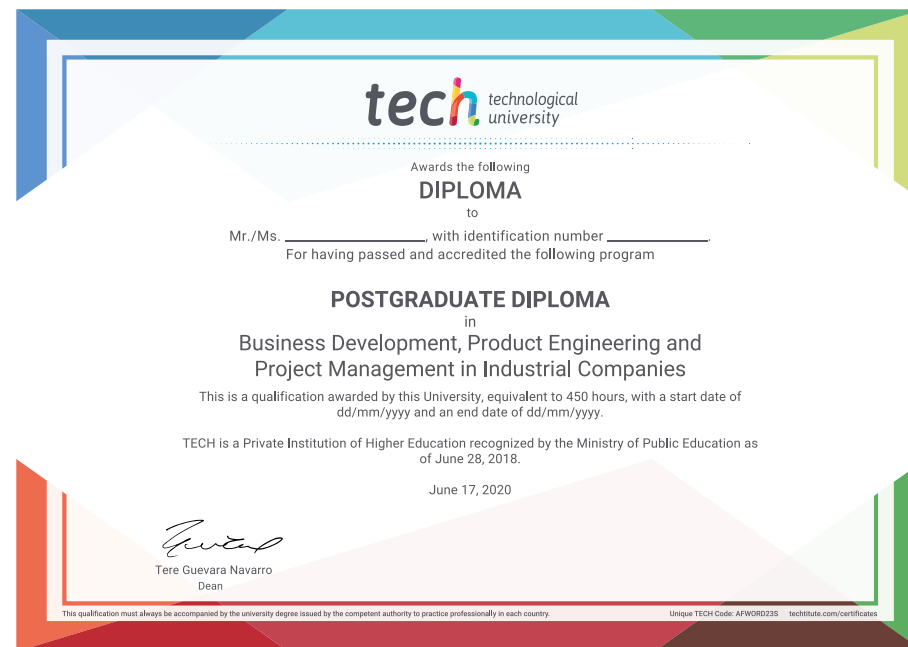 tech technological
university
Awards the following
DIPLOMA
to
Mr./Ms. ____________________, with identification number ______________.
For having passed and accredited the following program
POSTGRADUATE DIPLOMA
in
Business Development, Product Engineering and
Project Management in Industrial Companies
This is a qualification awarded by this University, equivalent to 450 hours, with a start date of
dd/mm/yyyy and an end date of dd/mm/yyyy.
TECH is a Private Institution of Higher Education recognized by the Ministry of Public Education as
of June 28, 2018.
June 17, 2020
Tere Guevara Navarro
Dean
This qualification must always be accompanied by the university degree issued by the competent authority to practice professionally in each country. Unique TECH Code: AFWORD23S techtitute.com/certificates